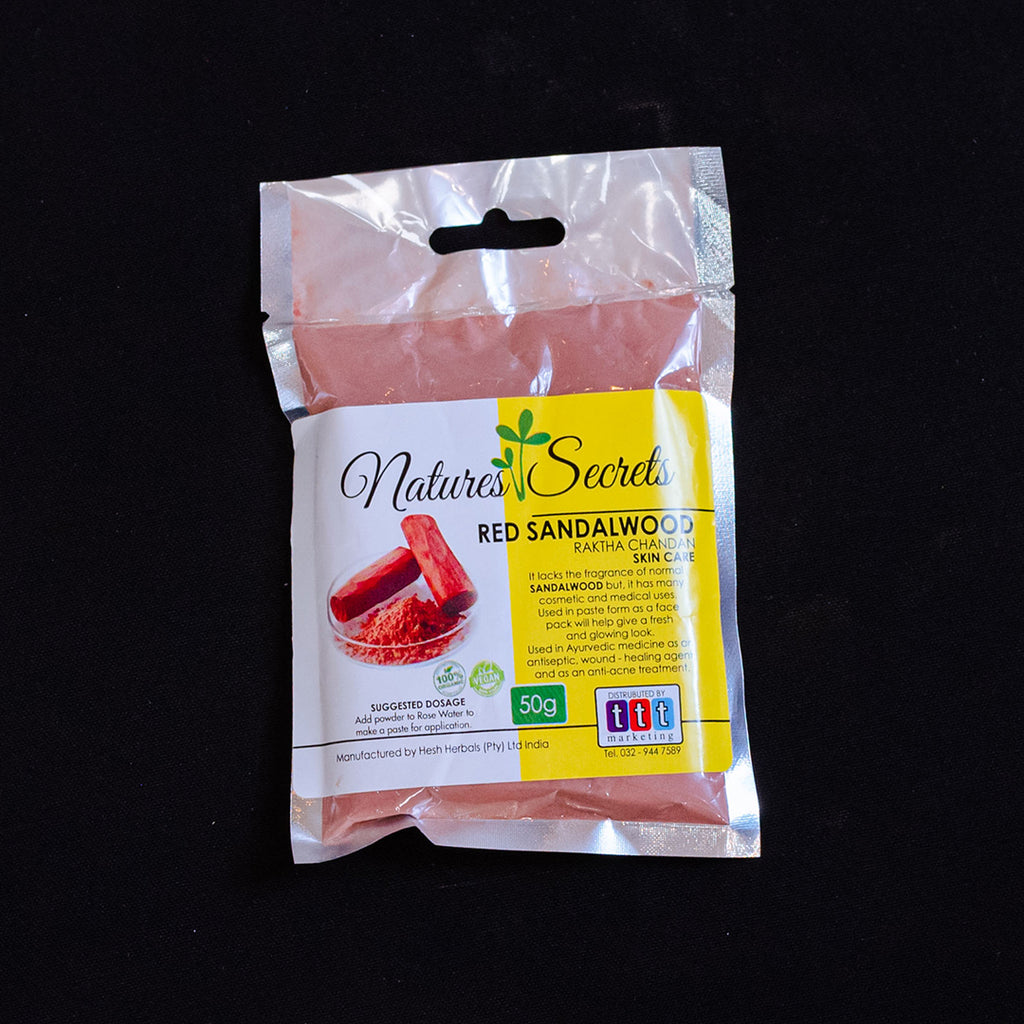 Natures Secrets
RED SANDALWOOD
RAKTHA CHANDAN
SKIN CARE
It lacks the fragrance of normal
SANDALWOOD but, it has many
cosmetic and medical uses.
Used in paste form as a face
pack will help give a fresh
and glowing look.
Used in Ayurvedic medicine as an
antiseptic, wound - healing agent
and as an anti-acne treatment.
100%
ORGANIC
VEGAN
SUGGESTED DOSAGE
Add powder to Rose Water to
make a paste for application.
50g
DISTRUBUTED BY
ttt
marketing
Tel. 032 - 944 7589
Manufactured by Hesh Herbals (Pty) Ltd India